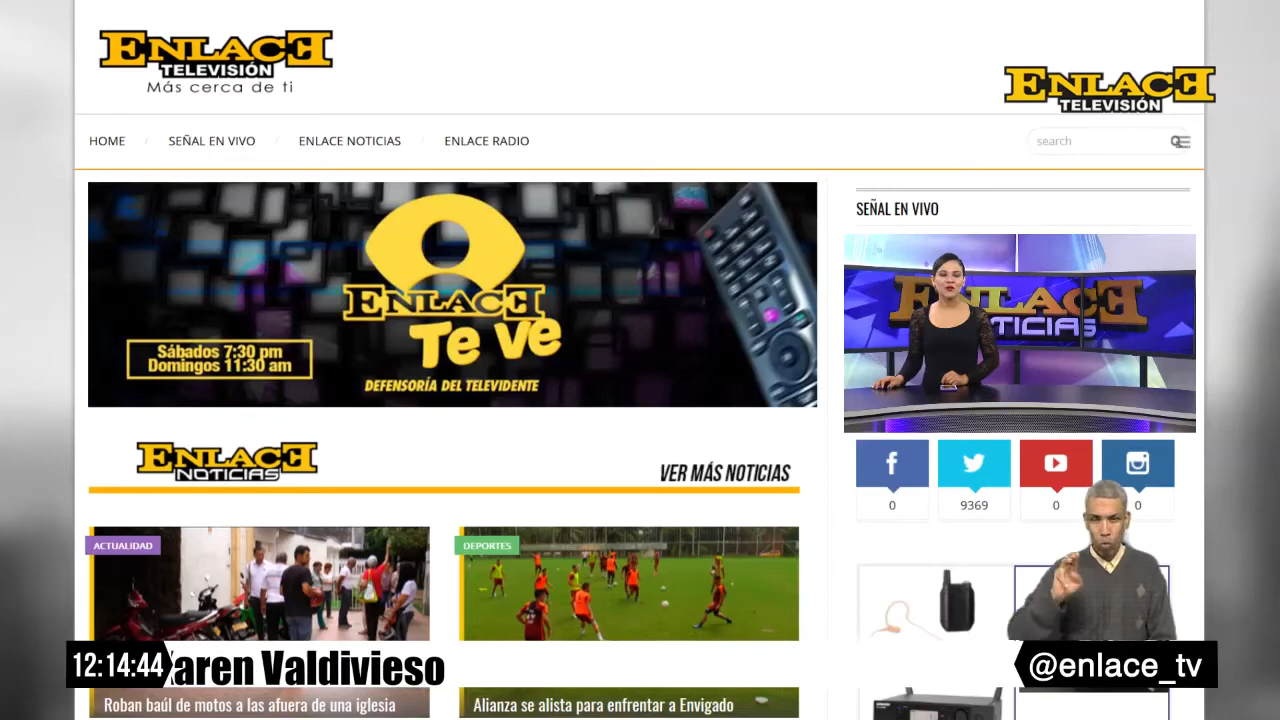 ENLACE
TELEVISIÓN
Más cerca de ti
ENLACE
TELEVISIÓN
HOME / SEÑAL EN VIVO / ENLACE NOTICIAS / ENLACE RADIO
search
SEÑAL EN VIVO
ENLACE
Te Ve
Sábados 7:30 pm
Domingos 11:30 am
DEFENSORÍA DEL TELEVIDENTE
ENLACE
NOTICIAS
VER MÁS NOTICIAS
0
9369
0
0
ACTUALIDAD
DEPORTES
12:14:44
aren Valdivieso
@enlace_tv
Roban baúl de motos a las afuera de una iglesia
Alianza se alista para enfrentar a Envigado